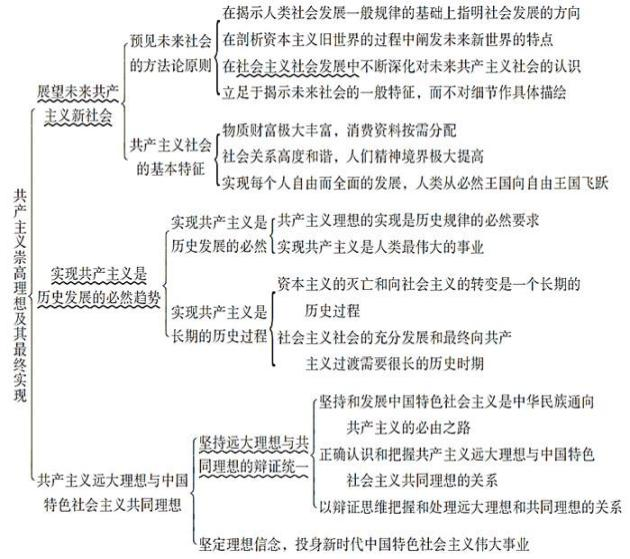 共产主义崇高理想及其最终实现
展望未来共产
主义新社会
预见未来社会
的方法论原则
在揭示人类社会发展一般规律的基础上指明社会发展的方向
在剖析资本主义旧世界的过程中阐发未来新世界的特点
在社会主义社会发展中不断深化对未来共产主义社会的认识
立足于揭示未来社会的一般特征，而不对细节作具体描绘
共产主义社会
的基本特征
物质财富极大丰富，消费资料按需分配
社会关系高度和谐，人们精神境界极大提高
实现每个人自由而全面的发展，人类从必然王国向自由王国飞跃
实现共产主义是
历史发展的必然趋势
实现共产主义是
历史发展的必然
共产主义理想的实现是历史规律的必然要求
实现共产主义是人类最伟大的事业
实现共产主义是
长期的历史过程
资本主义的灭亡和向社会主义的转变是一个长期的
历史过程
社会主义社会的充分发展和最终向共产
主义过渡需要很长的历史时期
共产主义远大理想与中国
特色社会主义共同理想
坚持远大理想与共
同理想的辩证统一
坚持和发展中国特色社会主义是中华民族通向
共产主义的必由之路
正确认识和把握共产主义远大理想与中国特色
社会主义共同理想的关系
以辩证思维把握和处理远大理想和共同理想的关系
坚定理想信念，投身新时代中国特色社会主义伟大事业